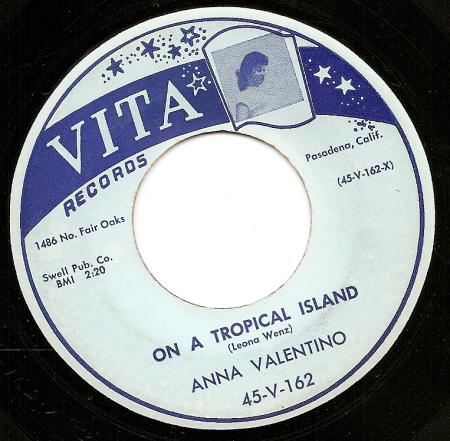 VITA
RECORDS
Pasadena, Calif.
(45-V-162-X)
1486 No. Fair Oaks
Swell Pub. Co.
BMI 2:20
ON A TROPICAL ISLAND
(Leona Wenz)
ANNA VALENTINO
45-V-162